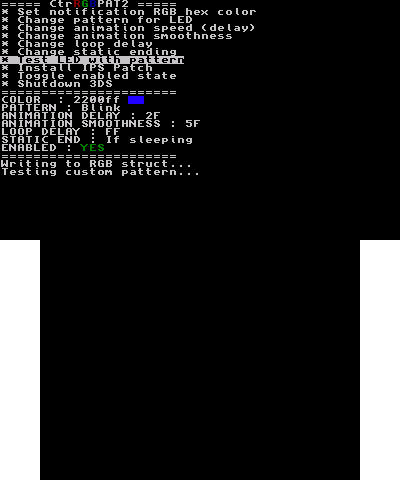 ===== CtrRGBPAT2 =====
* Set notification RGB hex color
* Change pattern for LED
* Change animation speed (delay)
* Change animation smoothness
* Change loop delay
* Change static ending
* Test LED with pattern
* Install IPS Patch
* Toggle enabled state
* Shutdown 3DS
======================
COLOR  : 2200ff
PATTERN : Blink
ANIMATION DELAY : 2F
ANIMATION SMOOTHNESS : 5F
LOOP DELAY : FF
STATIC END : If sleeping
ENABLED : YES
======================
Writing to RGB struct...
Testing custom pattern...